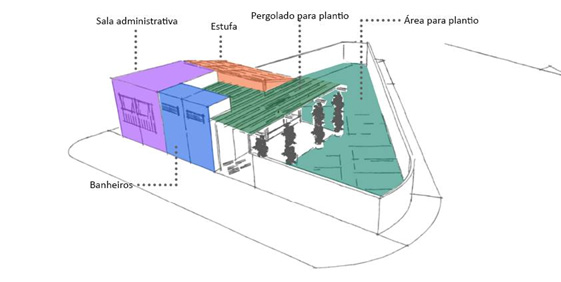 Sala administrativa
Estufa
Pergolado para plantio
Área para plantio
Banheiros